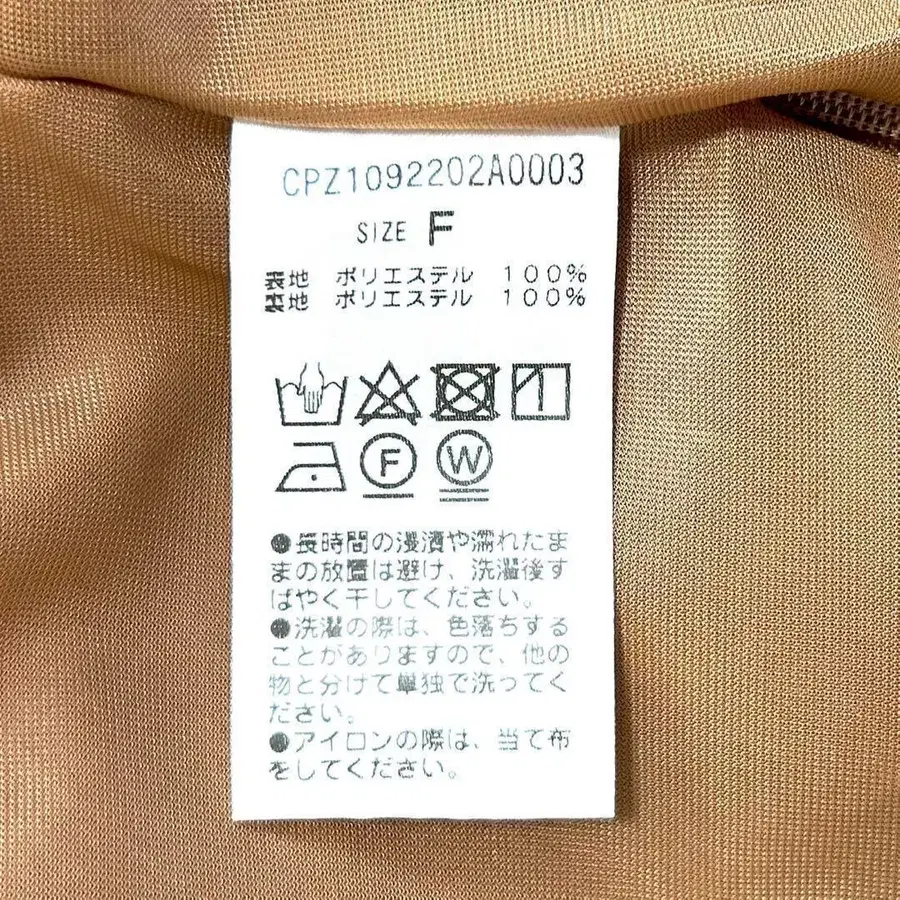 CPZ1092202A0003
SIZE F
表地 ポリエステル 100%
裏地 ポリエステル 100%
F W
●長時間の浸漬や濡れたま
まの放置は避け、洗濯後す
ばやく干してください。
●洗濯の際は、色落ちする
ことがありますので、他の
物と分けて単独で洗ってく
ださい。
●アイロンの際は、当て布
をしてください。